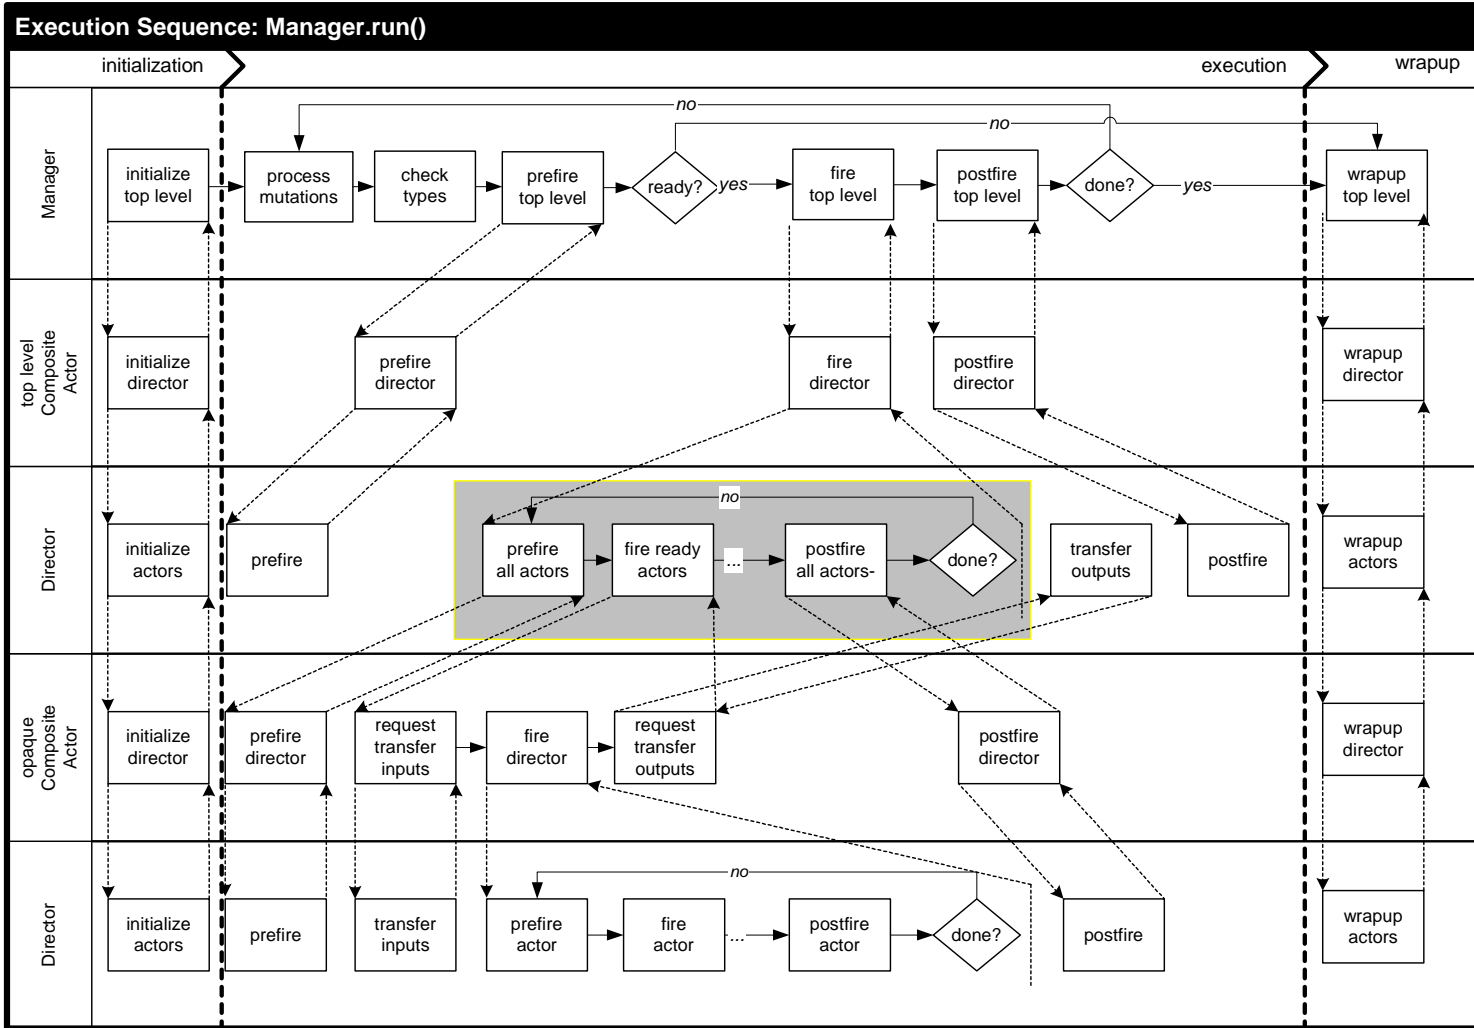 Execution Sequence: Manager.run()
initialization
execution
wrapup
Manager
no
no
initialize
top level
process
mutations
check
types
prefire
top level
ready?
yes
fire
top level
postfire
top level
done?
yes
wrapup
top level
top level
Composite
Actor
initialize
director
prefire
director
fire
director
postfire
director
wrapup
director
Director
no
initialize
actors
prefire
prefire
all actors
fire ready
actors
...
postfire
all actors-
done?
transfer
outputs
postfire
wrapup
actors
opaque
Composite
Actor
initialize
director
prefire
director
request
transfer
inputs
fire
director
request
transfer
outputs
postfire
director
wrapup
director
Director
no
initialize
actors
prefire
transfer
inputs
prefire
actor
fire
actor
...
postfire
actor
done?
postfire
wrapup
actors